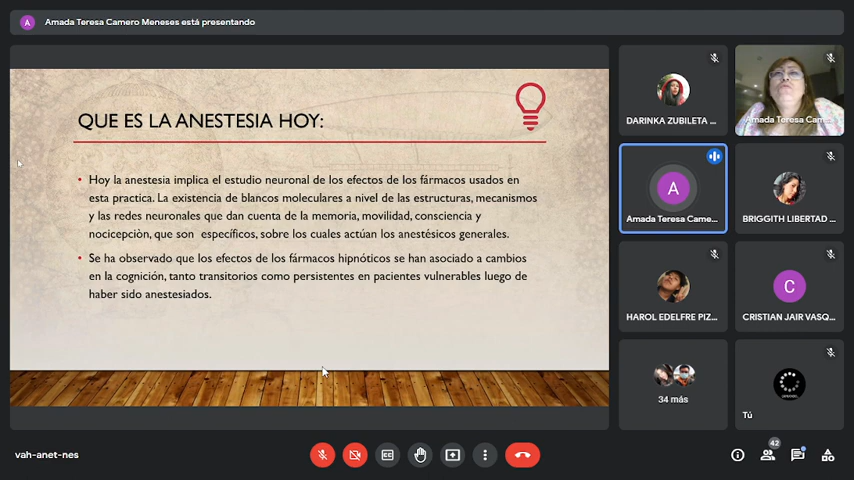 A Amada Teresa Camero Meneses está presentando
QUE ES LA ANESTESIA HOY:
• Hoy la anestesia implica el estudio neuronal de los efectos de los fármacos usados en
esta practica. La existencia de blancos moleculares a nivel de las estructuras, mecanismos
y las redes neuronales que dan cuenta de la memoria, movilidad, consciencia y
nocicepciòn, que son específicos, sobre los cuales actúan los anestésicos generales.
• Se ha observado que los efectos de los fármacos hipnóticos se han asociado a cambios
en la cognición, tanto transitorios como persistentes en pacientes vulnerables luego de
haber sido anestesiados.
DARINKA ZUBILETA ...
Amada Teresa Cam...
A
Amada Teresa Came...
BRIGGITH LIBERTAD ...
HAROL EDELFRE PIZ...
C
CRISTIAN JAIR VASQ...
34 más
Tú
vah-anet-nes
CC
42